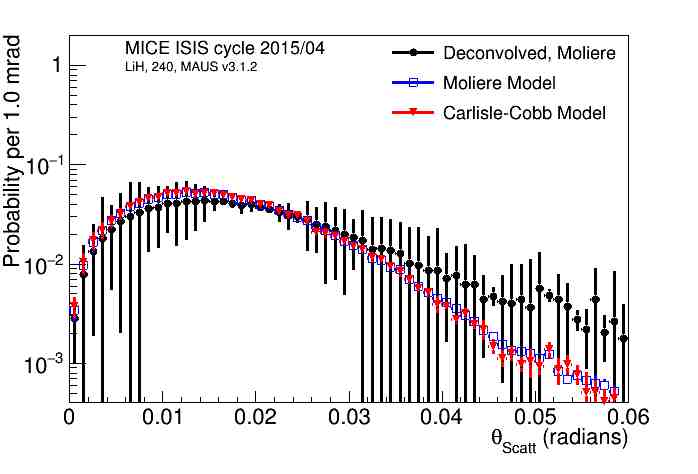 MICE ISIS cycle 2015/04
LiH, 240, MAUS v3.1.2
Deconvolved, Moliere
Moliere Model
Carlisle-Cobb Model
Probability per 1.0 mrad
1
10⁻¹
10⁻²
10⁻³
0 0.01 0.02 0.03 0.04 0.05 0.06
θ_Scatt (radians)